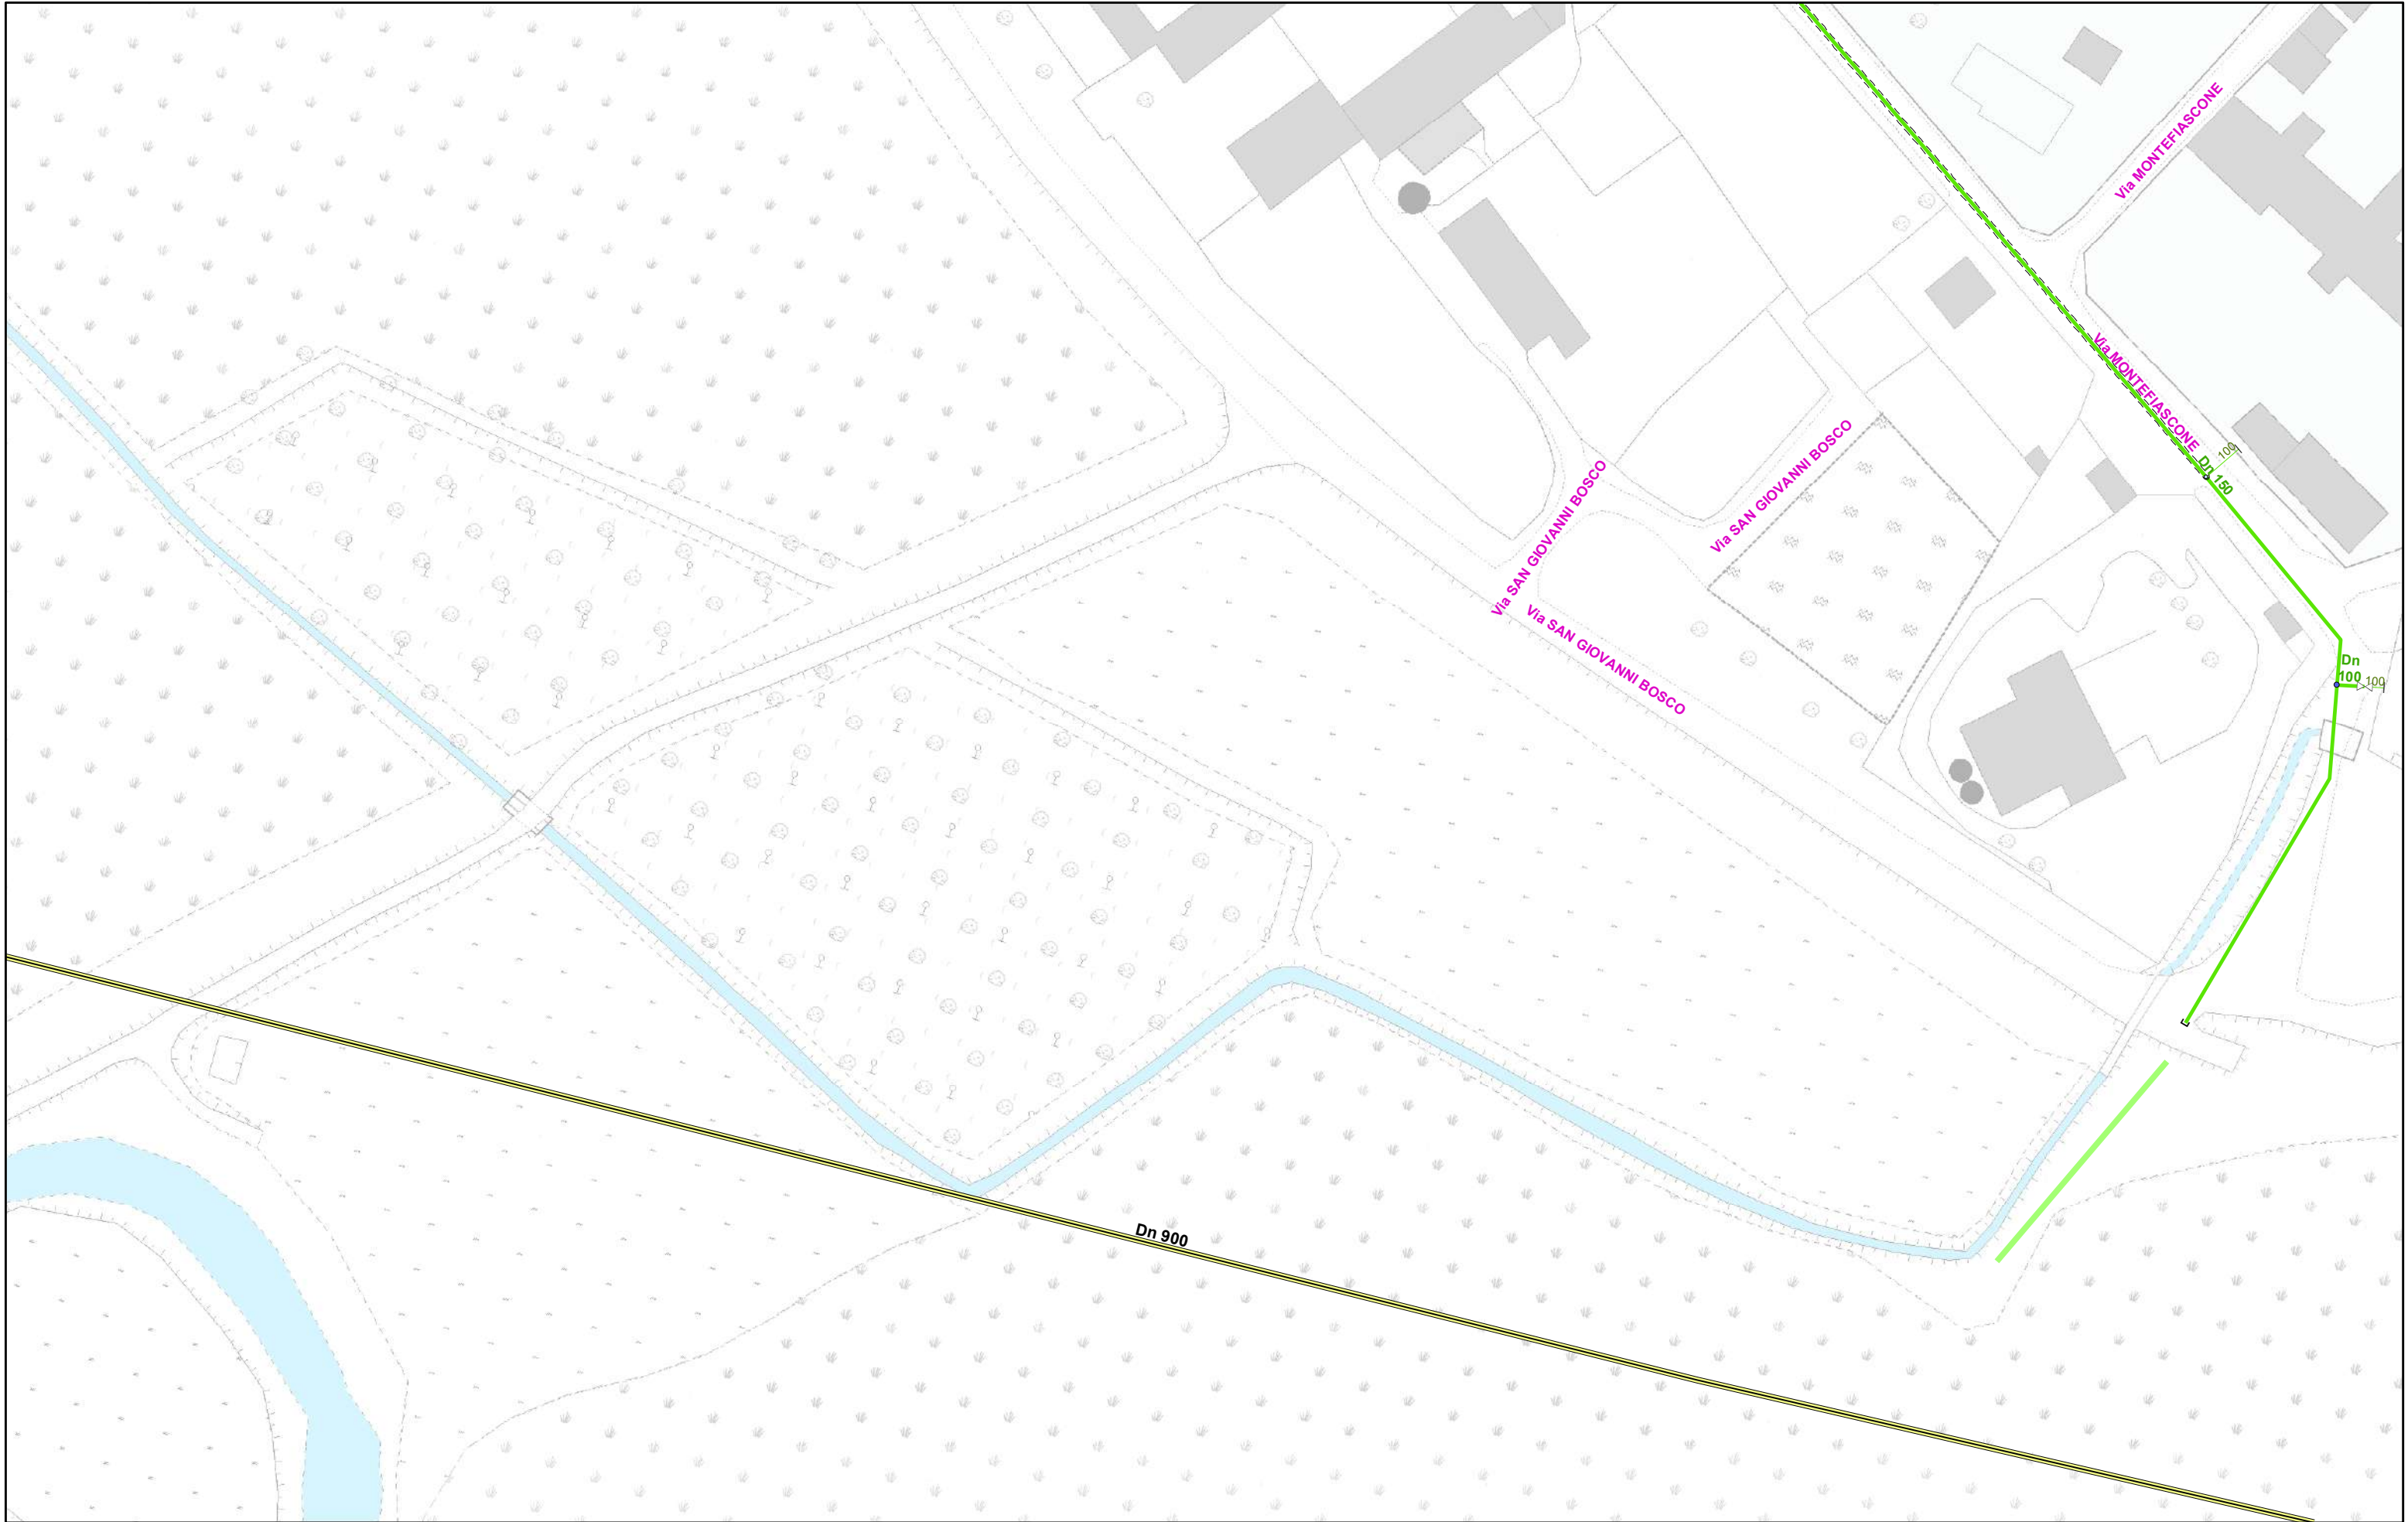 Via MONTEFIASCONE
Via MONTEFIASCONE
100
Dn
150
Via SAN GIOVANNI BOSCO
Via SAN GIOVANNI BOSCO
Via SAN GIOVANNI BOSCO
Dn
100
100
Dn 900